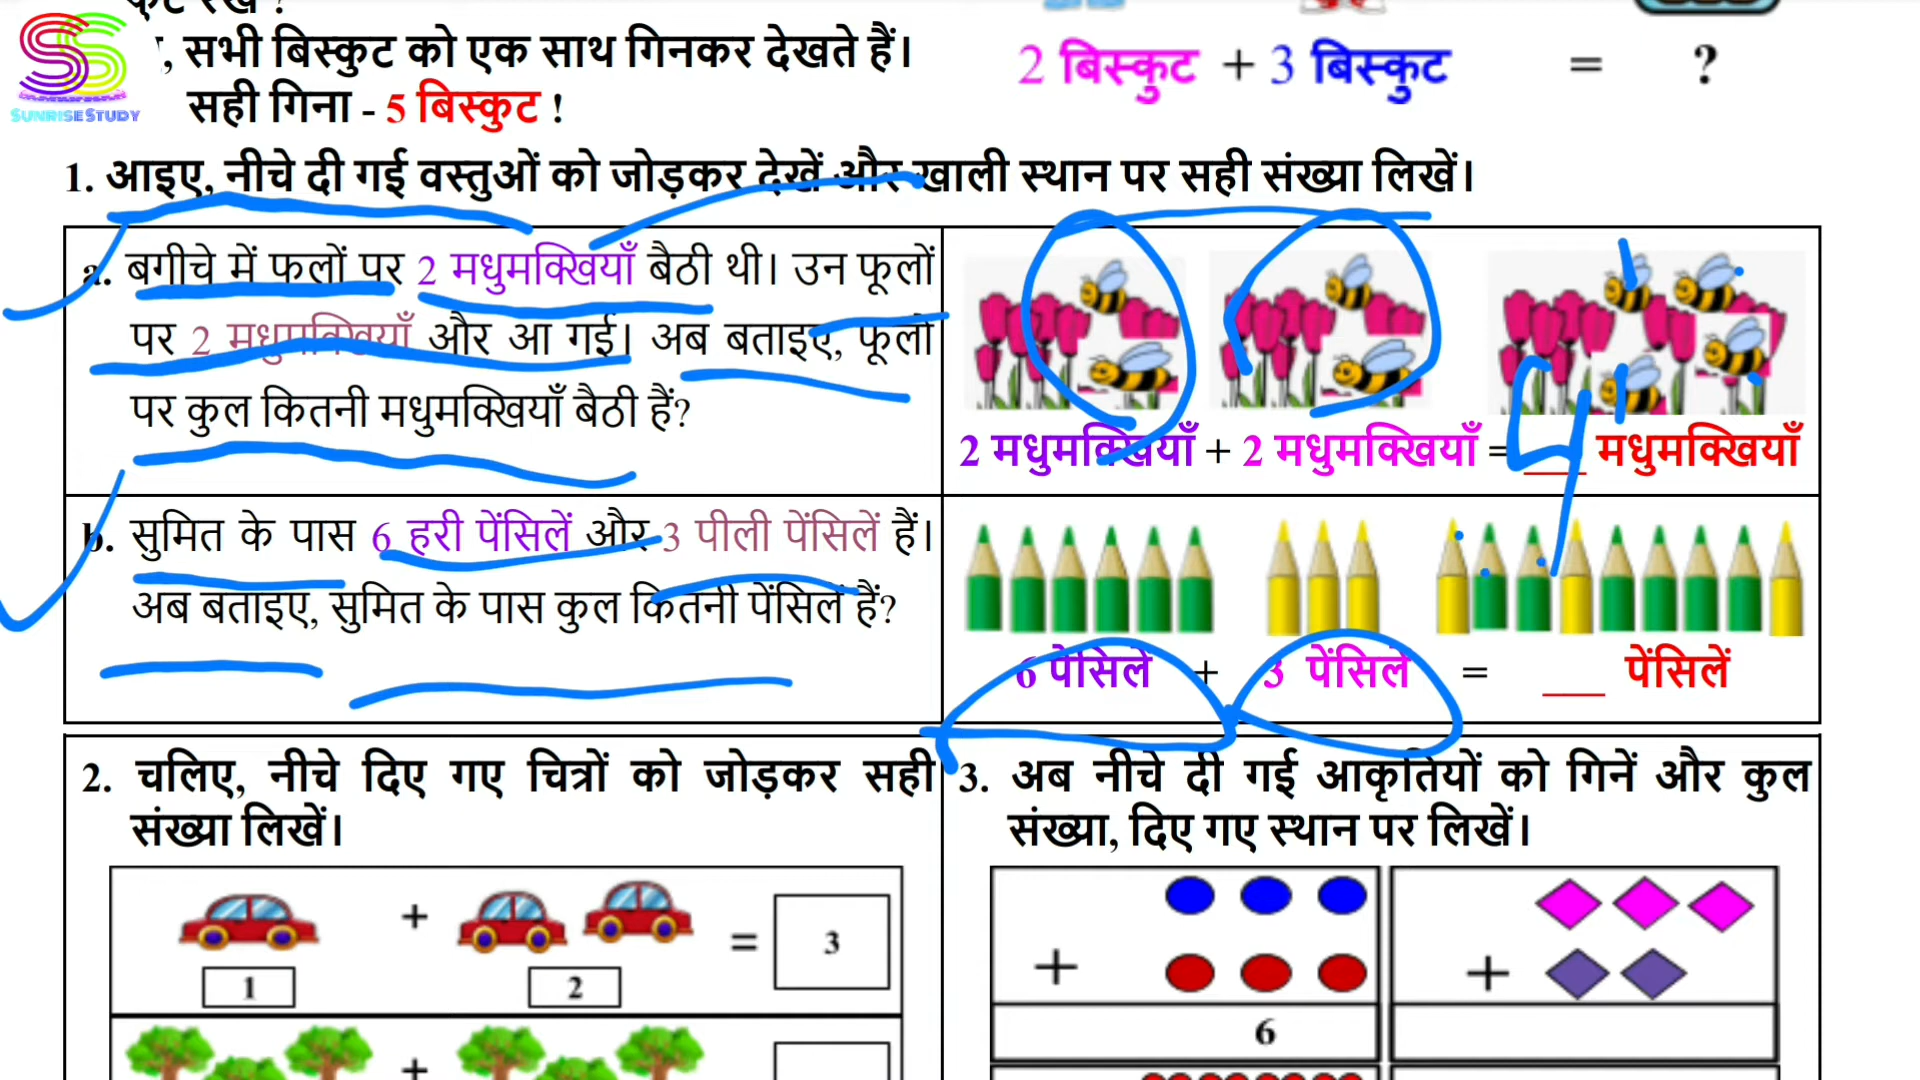 SUNRISE STUDY
, सभी बिस्कुट को एक साथ गिनकर देखते हैं।
सही गिना - 5 बिस्कुट !
2 बिस्कुट + 3 बिस्कुट = ?
1. आइए, नीचे दी गई वस्तुओं को जोड़कर देखें और खाली स्थान पर सही संख्या लिखें।
a. बगीचे में फलों पर 2 मधुमक्खियाँ बैठी थी। उन फूलों
पर 2 मधुमक्खियाँ और आ गई। अब बताइए, फूलों
पर कुल कितनी मधुमक्खियाँ बैठी हैं?
2 मधुमक्खियाँ + 2 मधुमक्खियाँ = 4 मधुमक्खियाँ
b. सुमित के पास 6 हरी पेंसिलें और 3 पीली पेंसिलें हैं।
अब बताइए, सुमित के पास कुल कितनी पेंसिलें हैं?
6 पेंसिलें + 3 पेंसिलें = ___ पेंसिलें
2. चलिए, नीचे दिए गए चित्रों को जोड़कर सही
संख्या लिखें।
+ = 3
1 2
+
3. अब नीचे दी गई आकृतियों को गिनें और कुल
संख्या, दिए गए स्थान पर लिखें।
+ +
6